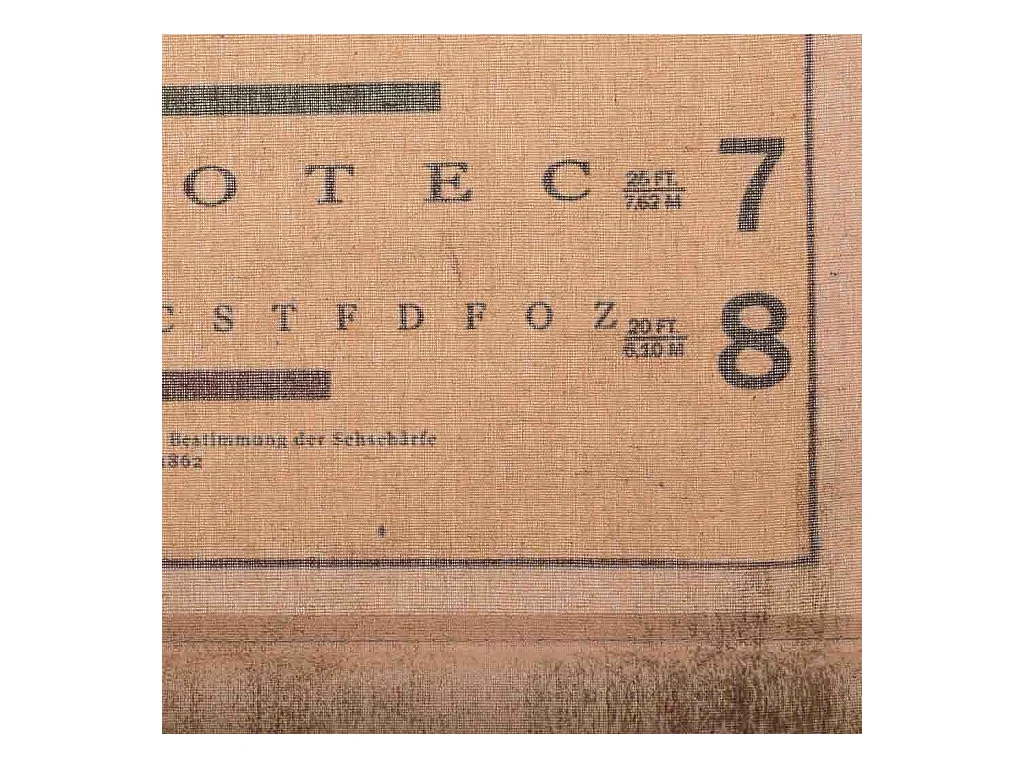 O T E C 25 FT. 7
7,62 M
C S T F D F O Z 20 FT. 8
6,10 M
Bestimmung der Sehschärfe
1862